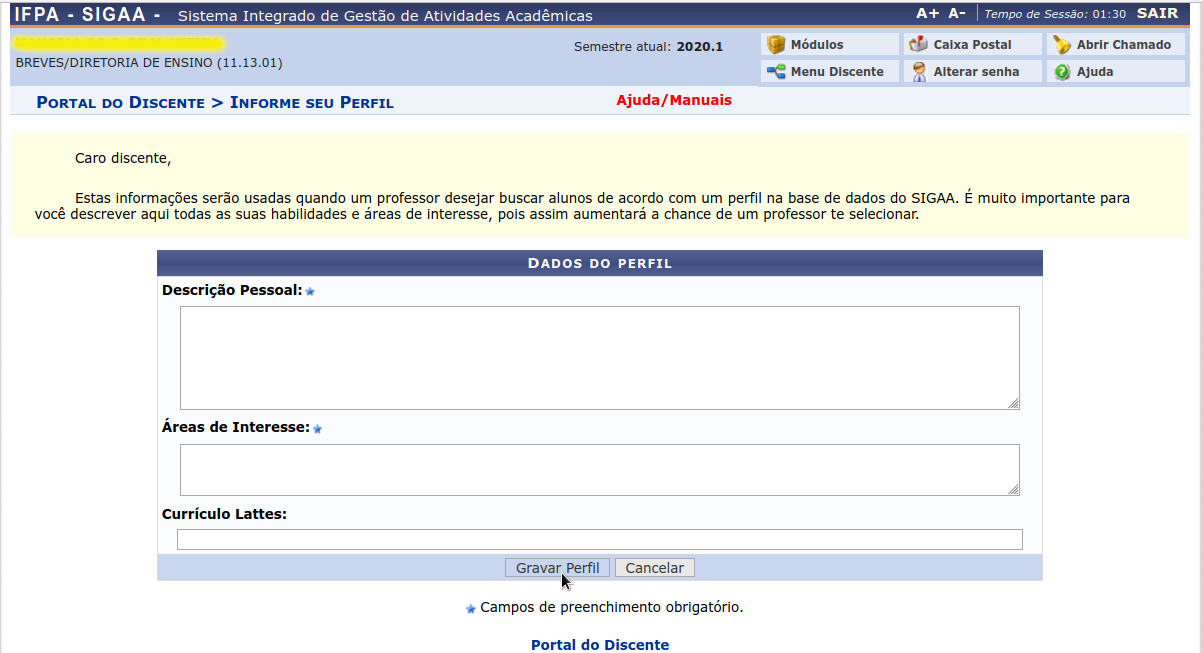 IFPA - SIGAA - Sistema Integrado de Gestão de Atividades Acadêmicas
A+ A- Tempo de Sessão: 01:30 SAIR
BREVES/DIRETORIA DE ENSINO (11.13.01)
Semestre atual: 2020.1
Módulos Caixa Postal Abrir Chamado
Menu Discente Alterar senha Ajuda
Portal do Discente > Informe seu Perfil
Ajuda/Manuais
Caro discente,
Estas informações serão usadas quando um professor desejar buscar alunos de acordo com um perfil na base de dados do SIGAA. É muito importante para
você descrever aqui todas as suas habilidades e áreas de interesse, pois assim aumentará a chance de um professor te selecionar.
Dados do perfil
Descrição Pessoal:
Áreas de Interesse:
Currículo Lattes:
Gravar Perfil Cancelar
Campos de preenchimento obrigatório.
Portal do Discente